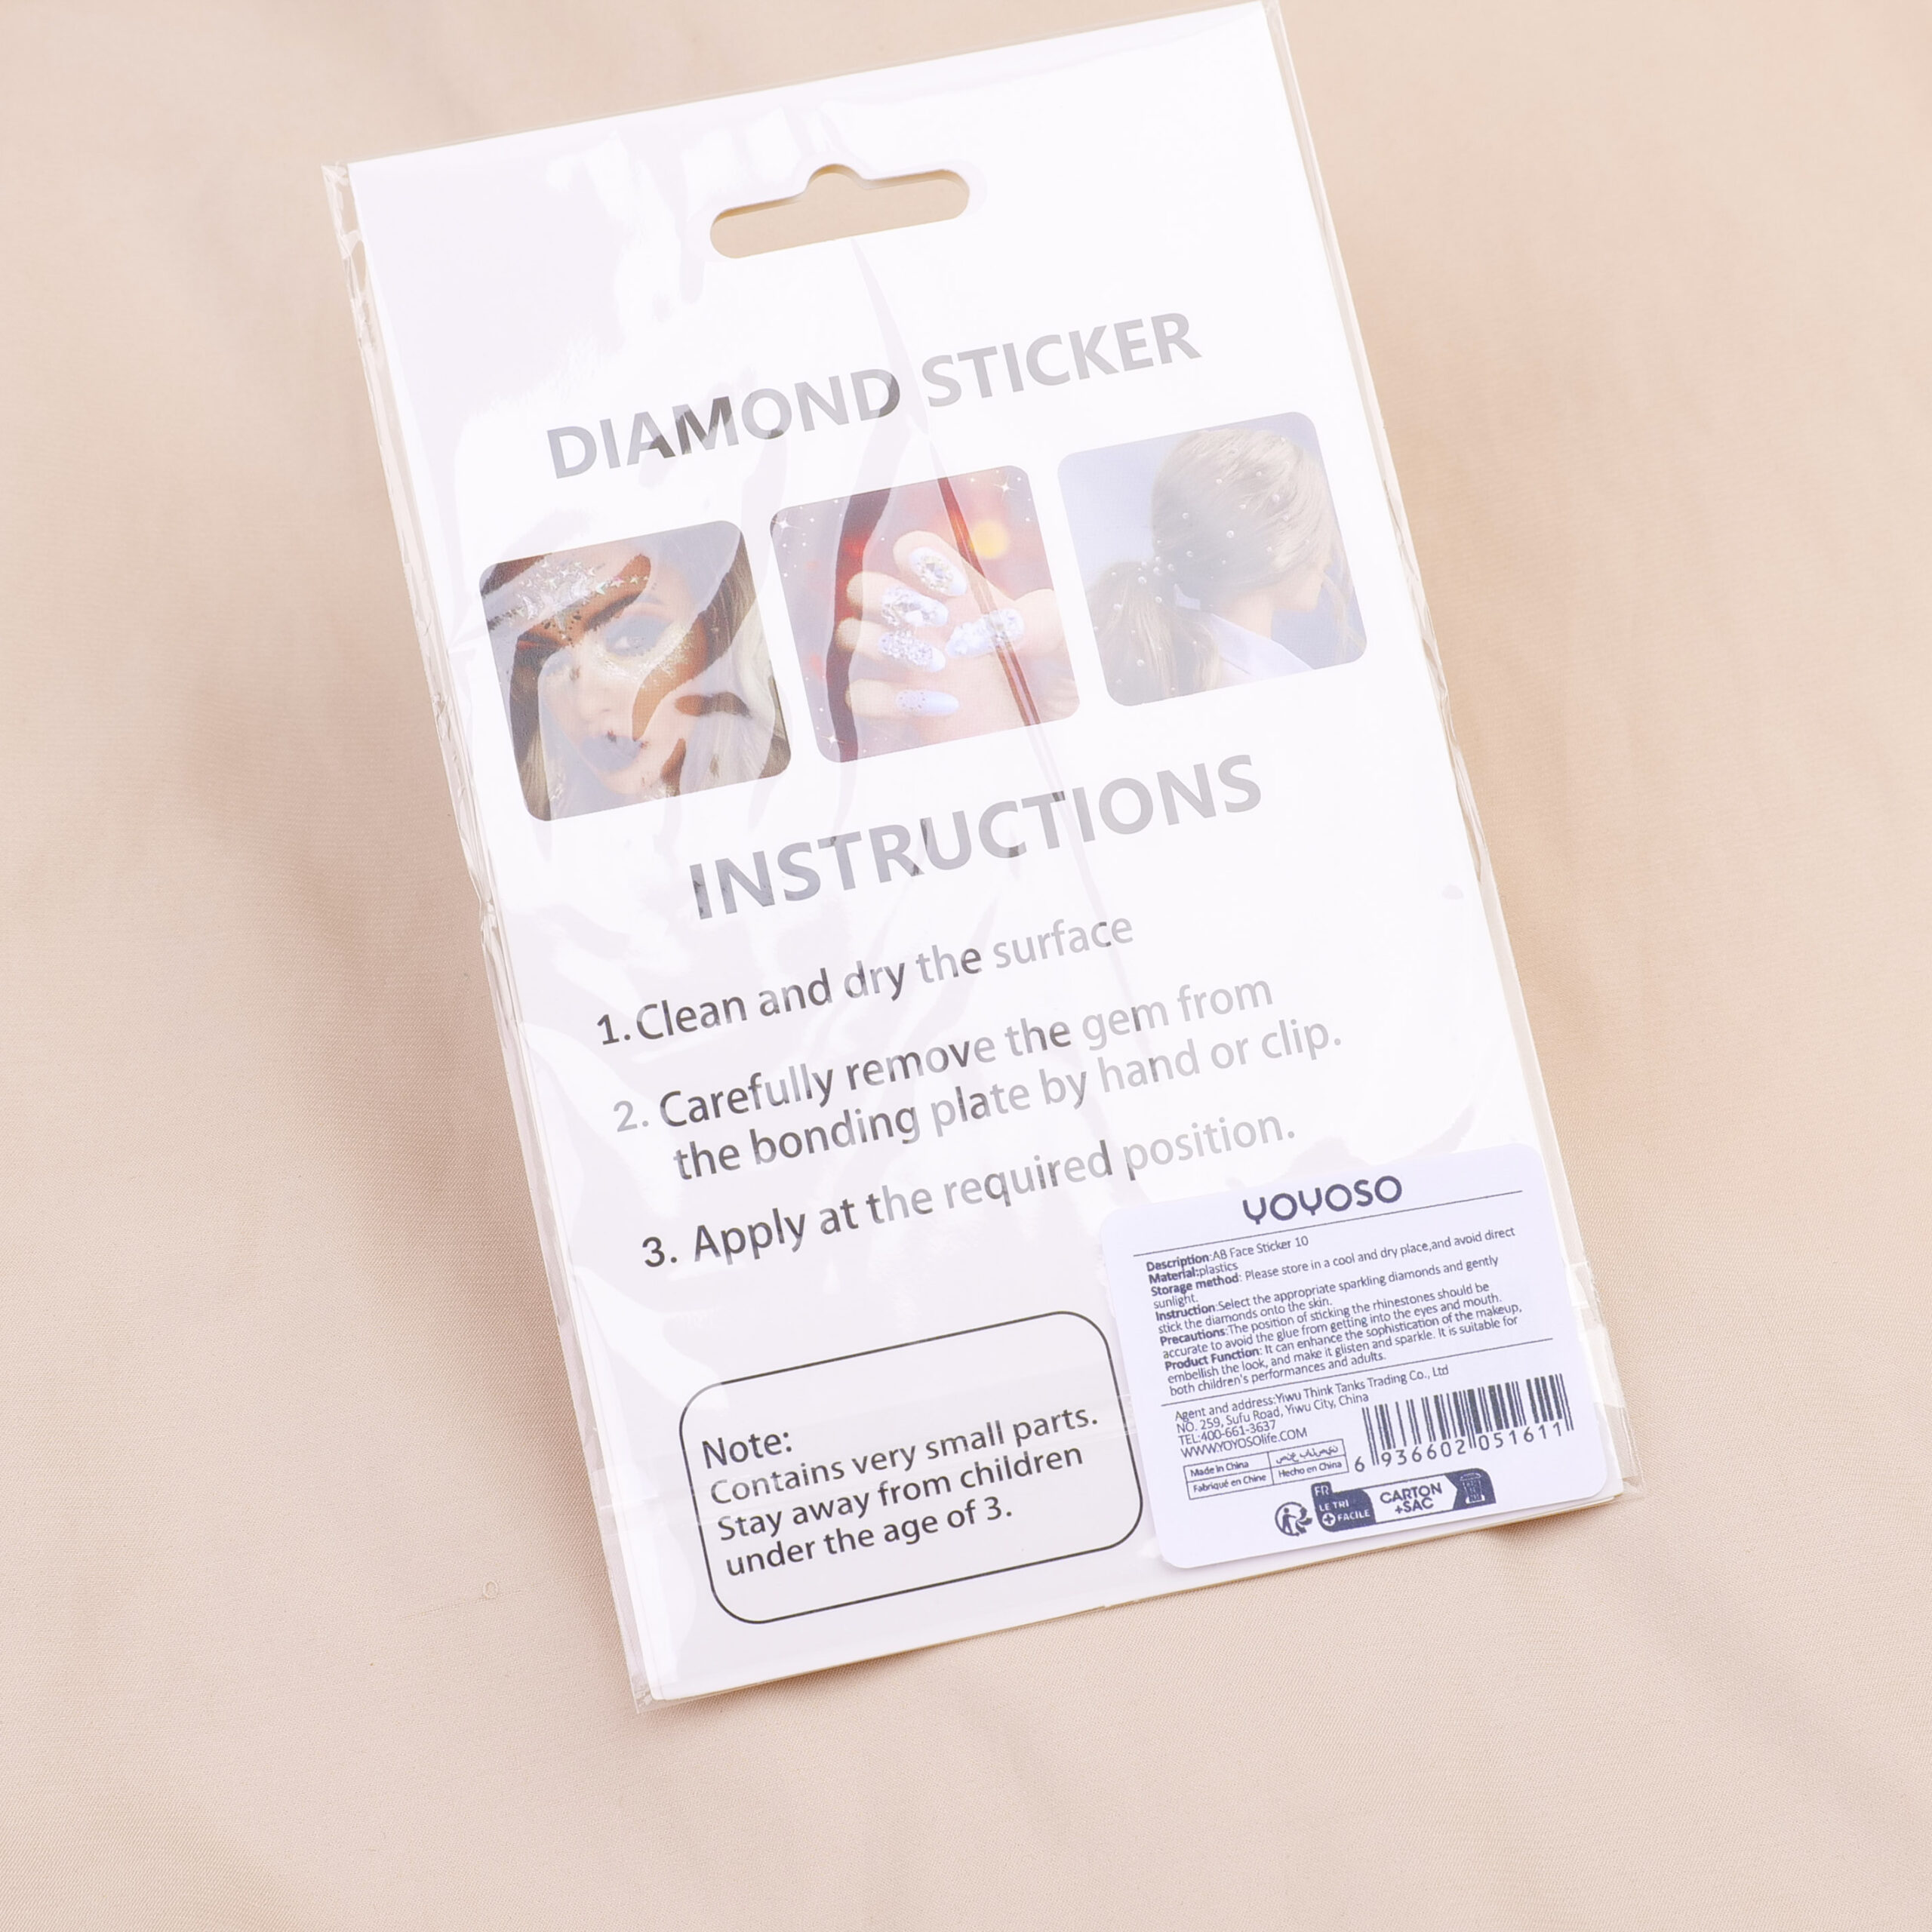 DIAMOND STICKER
INSTRUCTIONS
1. Clean and dry the surface
2. Carefully remove the gem from
the bonding plate by hand or clip.
3. Apply at the required position.
Note:
Contains very small parts.
Stay away from children
under the age of 3.
YOYOSO
Description:AB Face Sticker 10
Material:plastics
Storage method: Please store in a cool and dry place,and avoid direct
sunlight.
Instruction:Select the appropriate sparkling diamonds and gently
stick the diamonds onto the skin.
Precautions:The position of sticking the rhinestones should be
accurate to avoid the glue from getting into the eyes and mouth.
Product Function: It can enhance the sophistication of the makeup,
embellish the look, and make it glisten and sparkle. It is suitable for
both children's performances and adults.
Agent and address:Yiwu Think Tanks Trading Co., Ltd
NO. 259, Sufu Road, Yiwu City, China
TEL:400-661-3637
WWW.YOYOSOlife.COM
Made in China
Fabriqué en Chine
Hecho en China
6 936602 051611
FR
LE TRI
+ FACILE
CARTON
+SAC